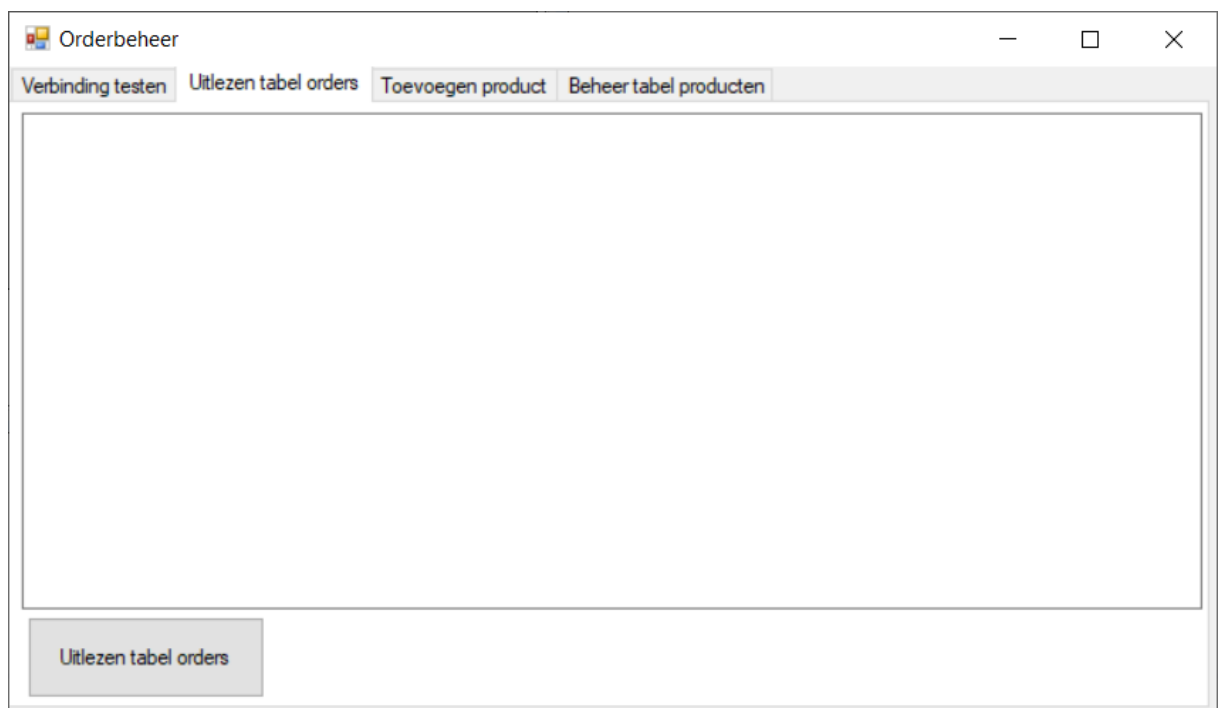 Orderbeheer
Verbinding testen Uitlezen tabel orders Toevoegen product Beheer tabel producten
Uitlezen tabel orders